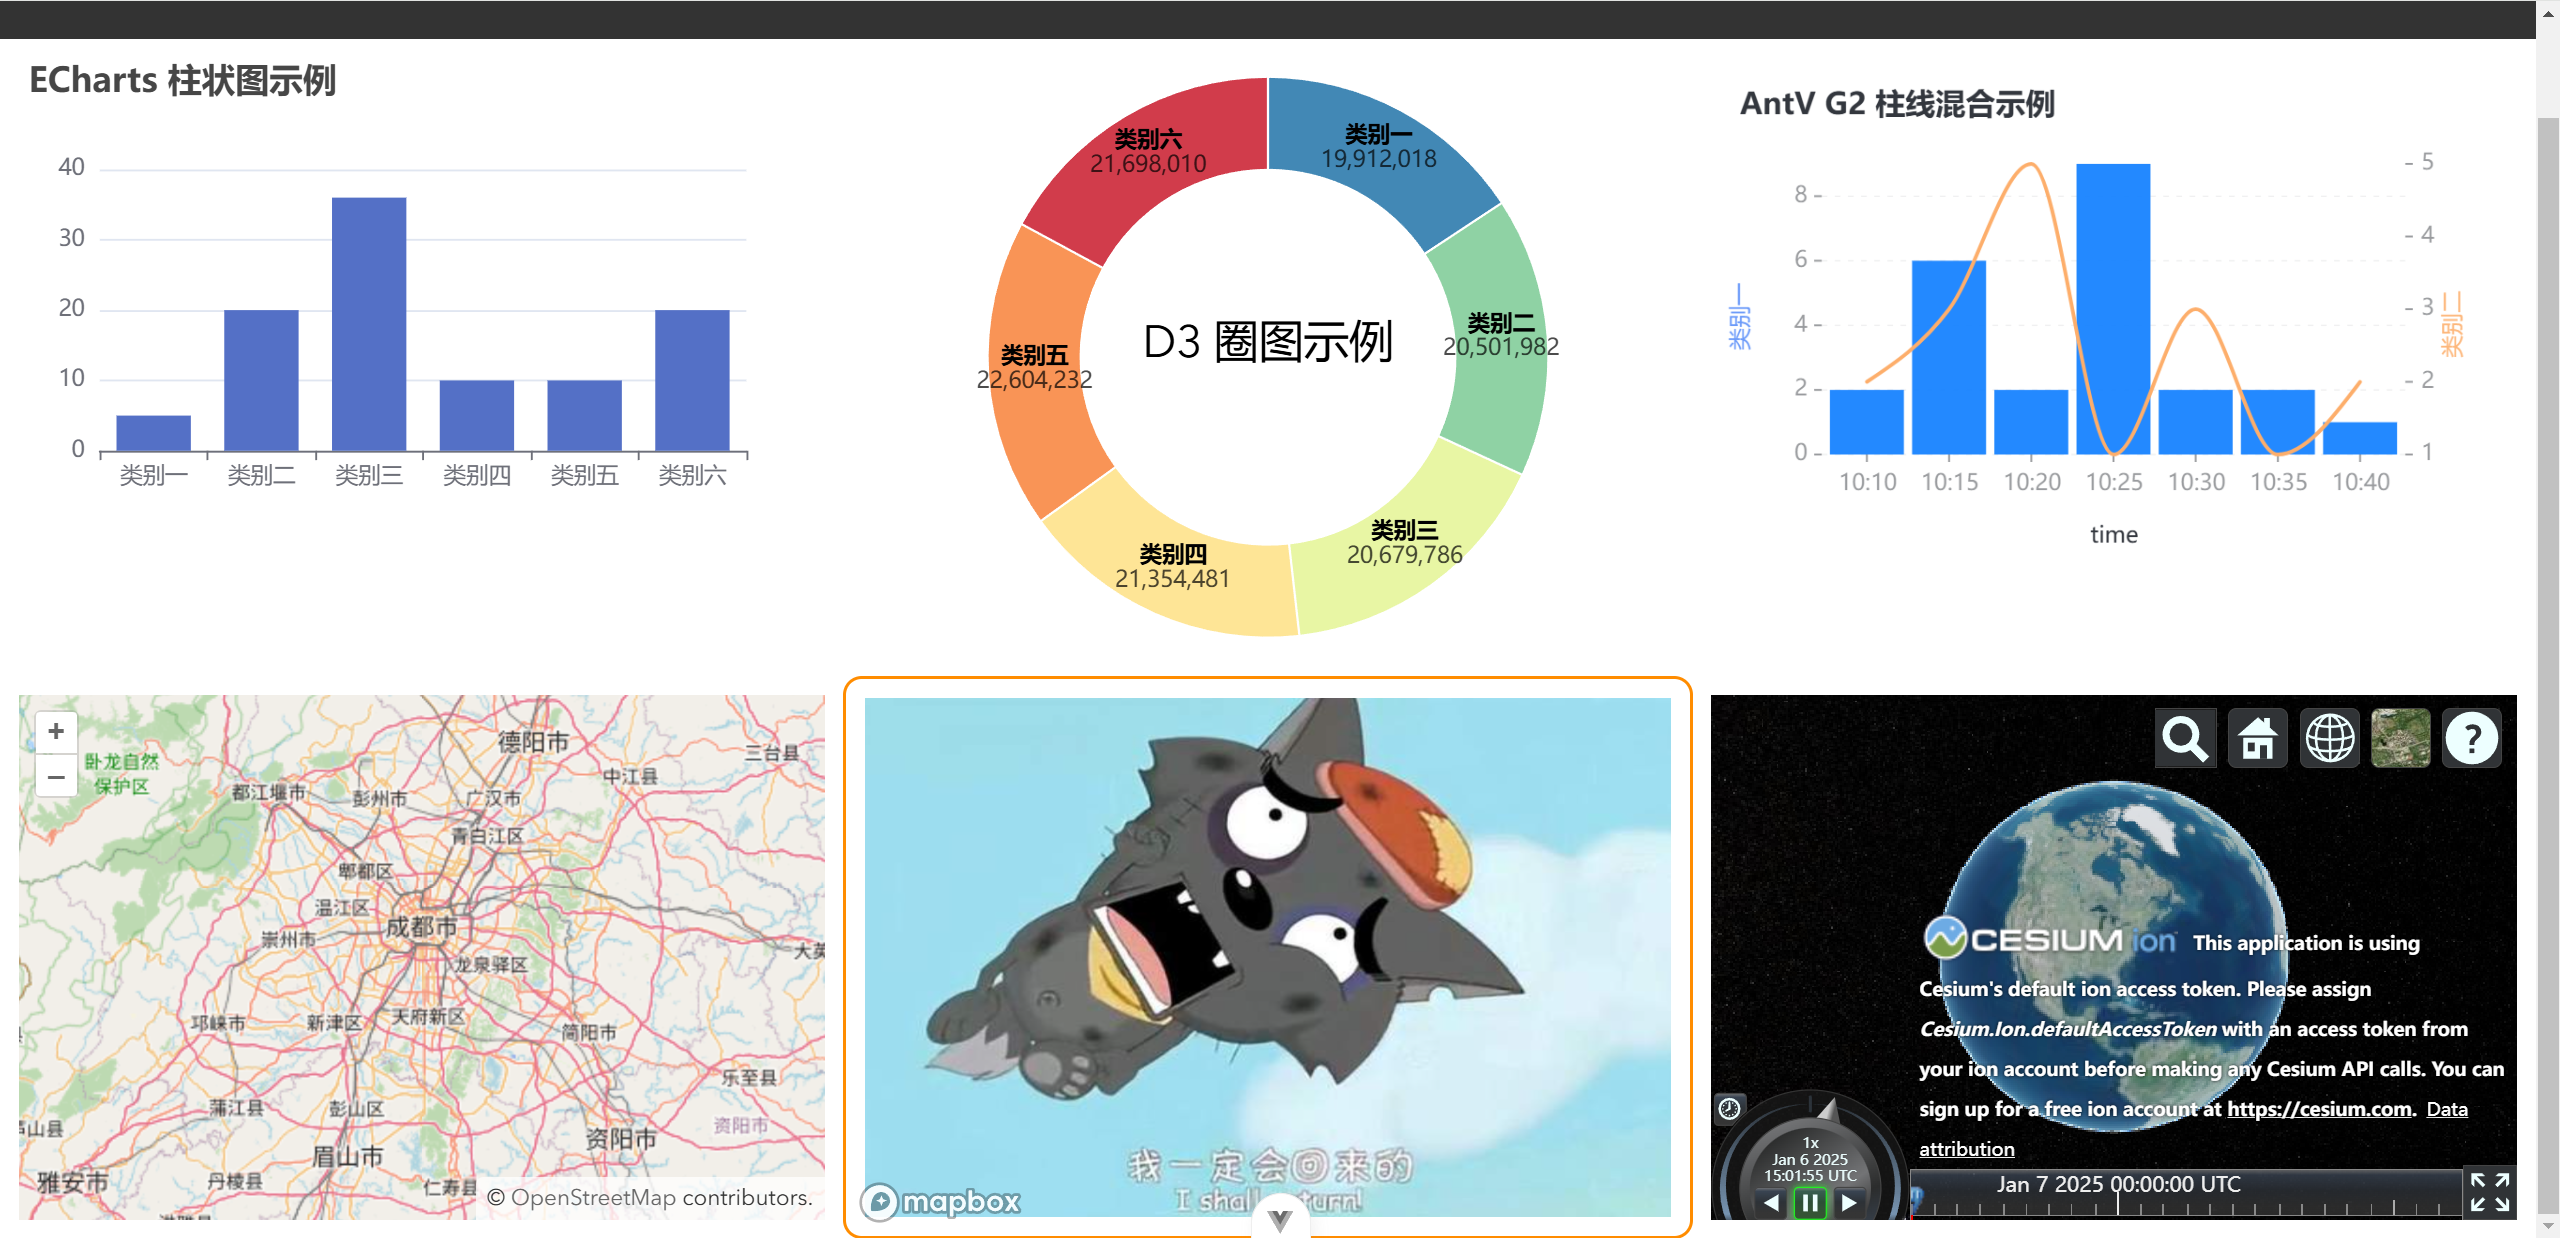 ECharts 柱状图示例
40
30
20
10
0
类别一
类别二
类别三
类别四
类别五
类别六
类别六
21,698,010
类别一
19,912,018
类别二
20,501,982
类别五
22,604,232
D3 圈图示例
类别三
20,679,786
类别四
21,354,481
AntV G2 柱线混合示例
8
6
4
2
0
类别一
5
4
3
2
1
类别二
10:10
10:15
10:20
10:25
10:30
10:35
10:40
time
+
−
卧龙自然
保护区
德阳市
三台县
中江县
都江堰市
彭州市
广汉市
青白江区
郫都区
温江区
成都市
崇州市
大英
龙泉驿区
邛崃市
新津区
天府新区
简阳市
乐至县
蒲江县
彭山区
资阳市
资阳市
山县
眉山市
雅安市
丹棱县
仁寿县
© OpenStreetMap contributors.
我一定会回来的
I shal turn!
mapbox
?
CESIUM ion This application is using
Cesium's default ion access token. Please assign
Cesium.Ion.defaultAccessToken with an access token from
your ion account before making any Cesium API calls. You can
sign up for a free ion account at https://cesium.com. Data
attribution
1x
Jan 6 2025
15:01:55 UTC
Jan 7 2025 00:00:00 UTC